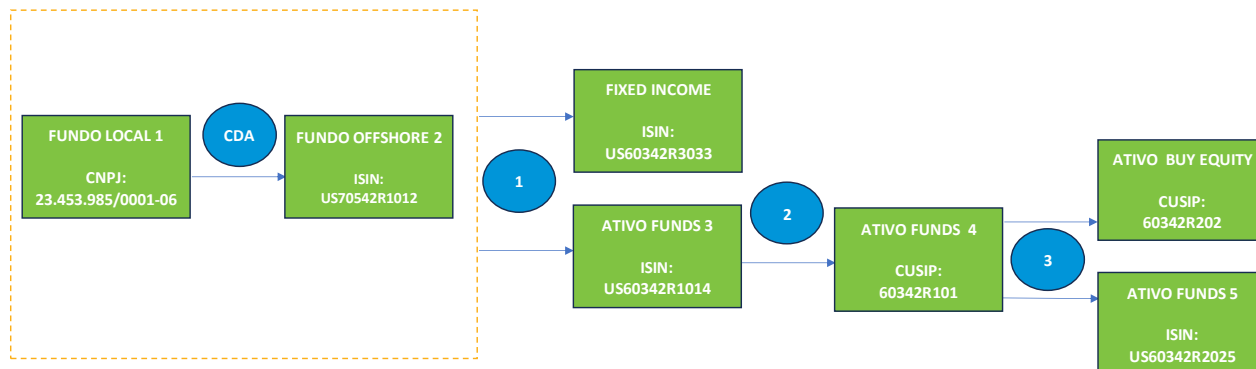 FUNDO LOCAL 1
CNPJ:
23.453.985/0001-06
CDA
FUNDO OFFSHORE 2
ISIN:
US70542R1012
1
FIXED INCOME
ISIN:
US60342R3033
ATIVO FUNDS 3
ISIN:
US60342R1014
2
ATIVO FUNDS 4
CUSIP:
60342R101
3
ATIVO BUY EQUITY
CUSIP:
60342R202
ATIVO FUNDS 5
ISIN:
US60342R2025